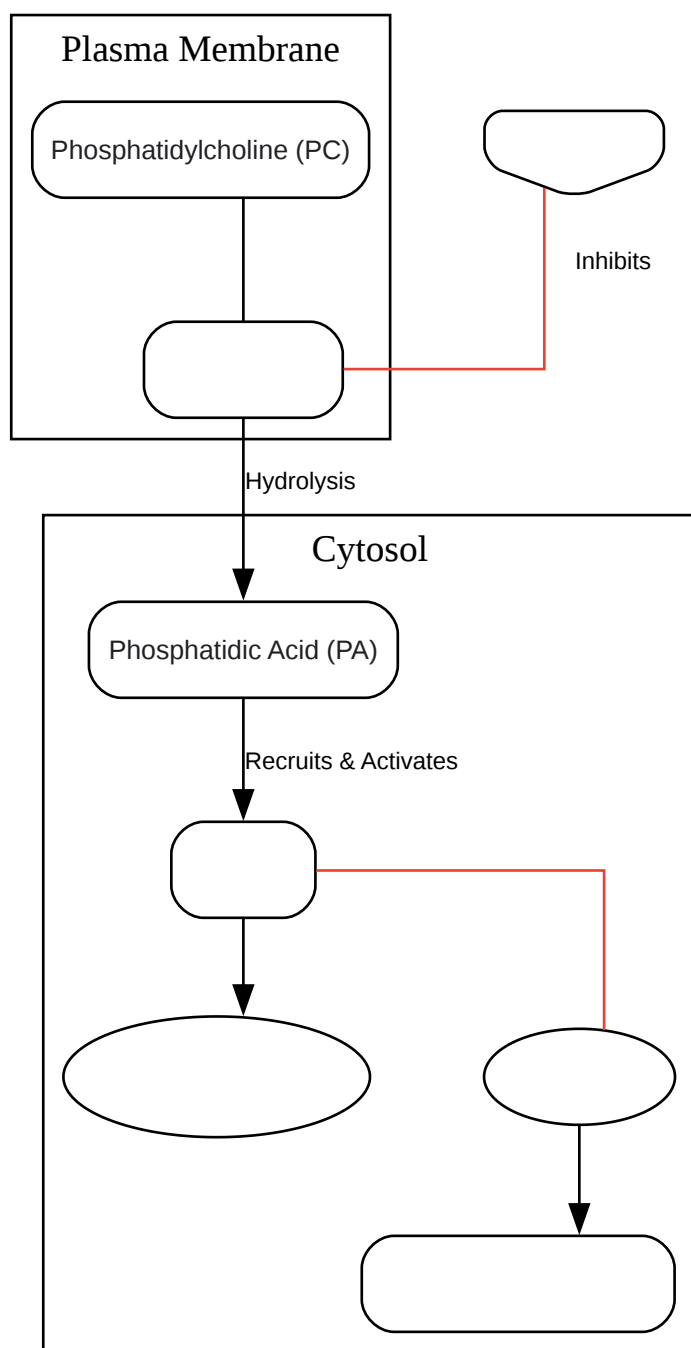 Plasma Membrane
Phosphatidylcholine (PC)
Inhibits
Hydrolysis
Cytosol
Phosphatidic Acid (PA)
Recruits & Activates